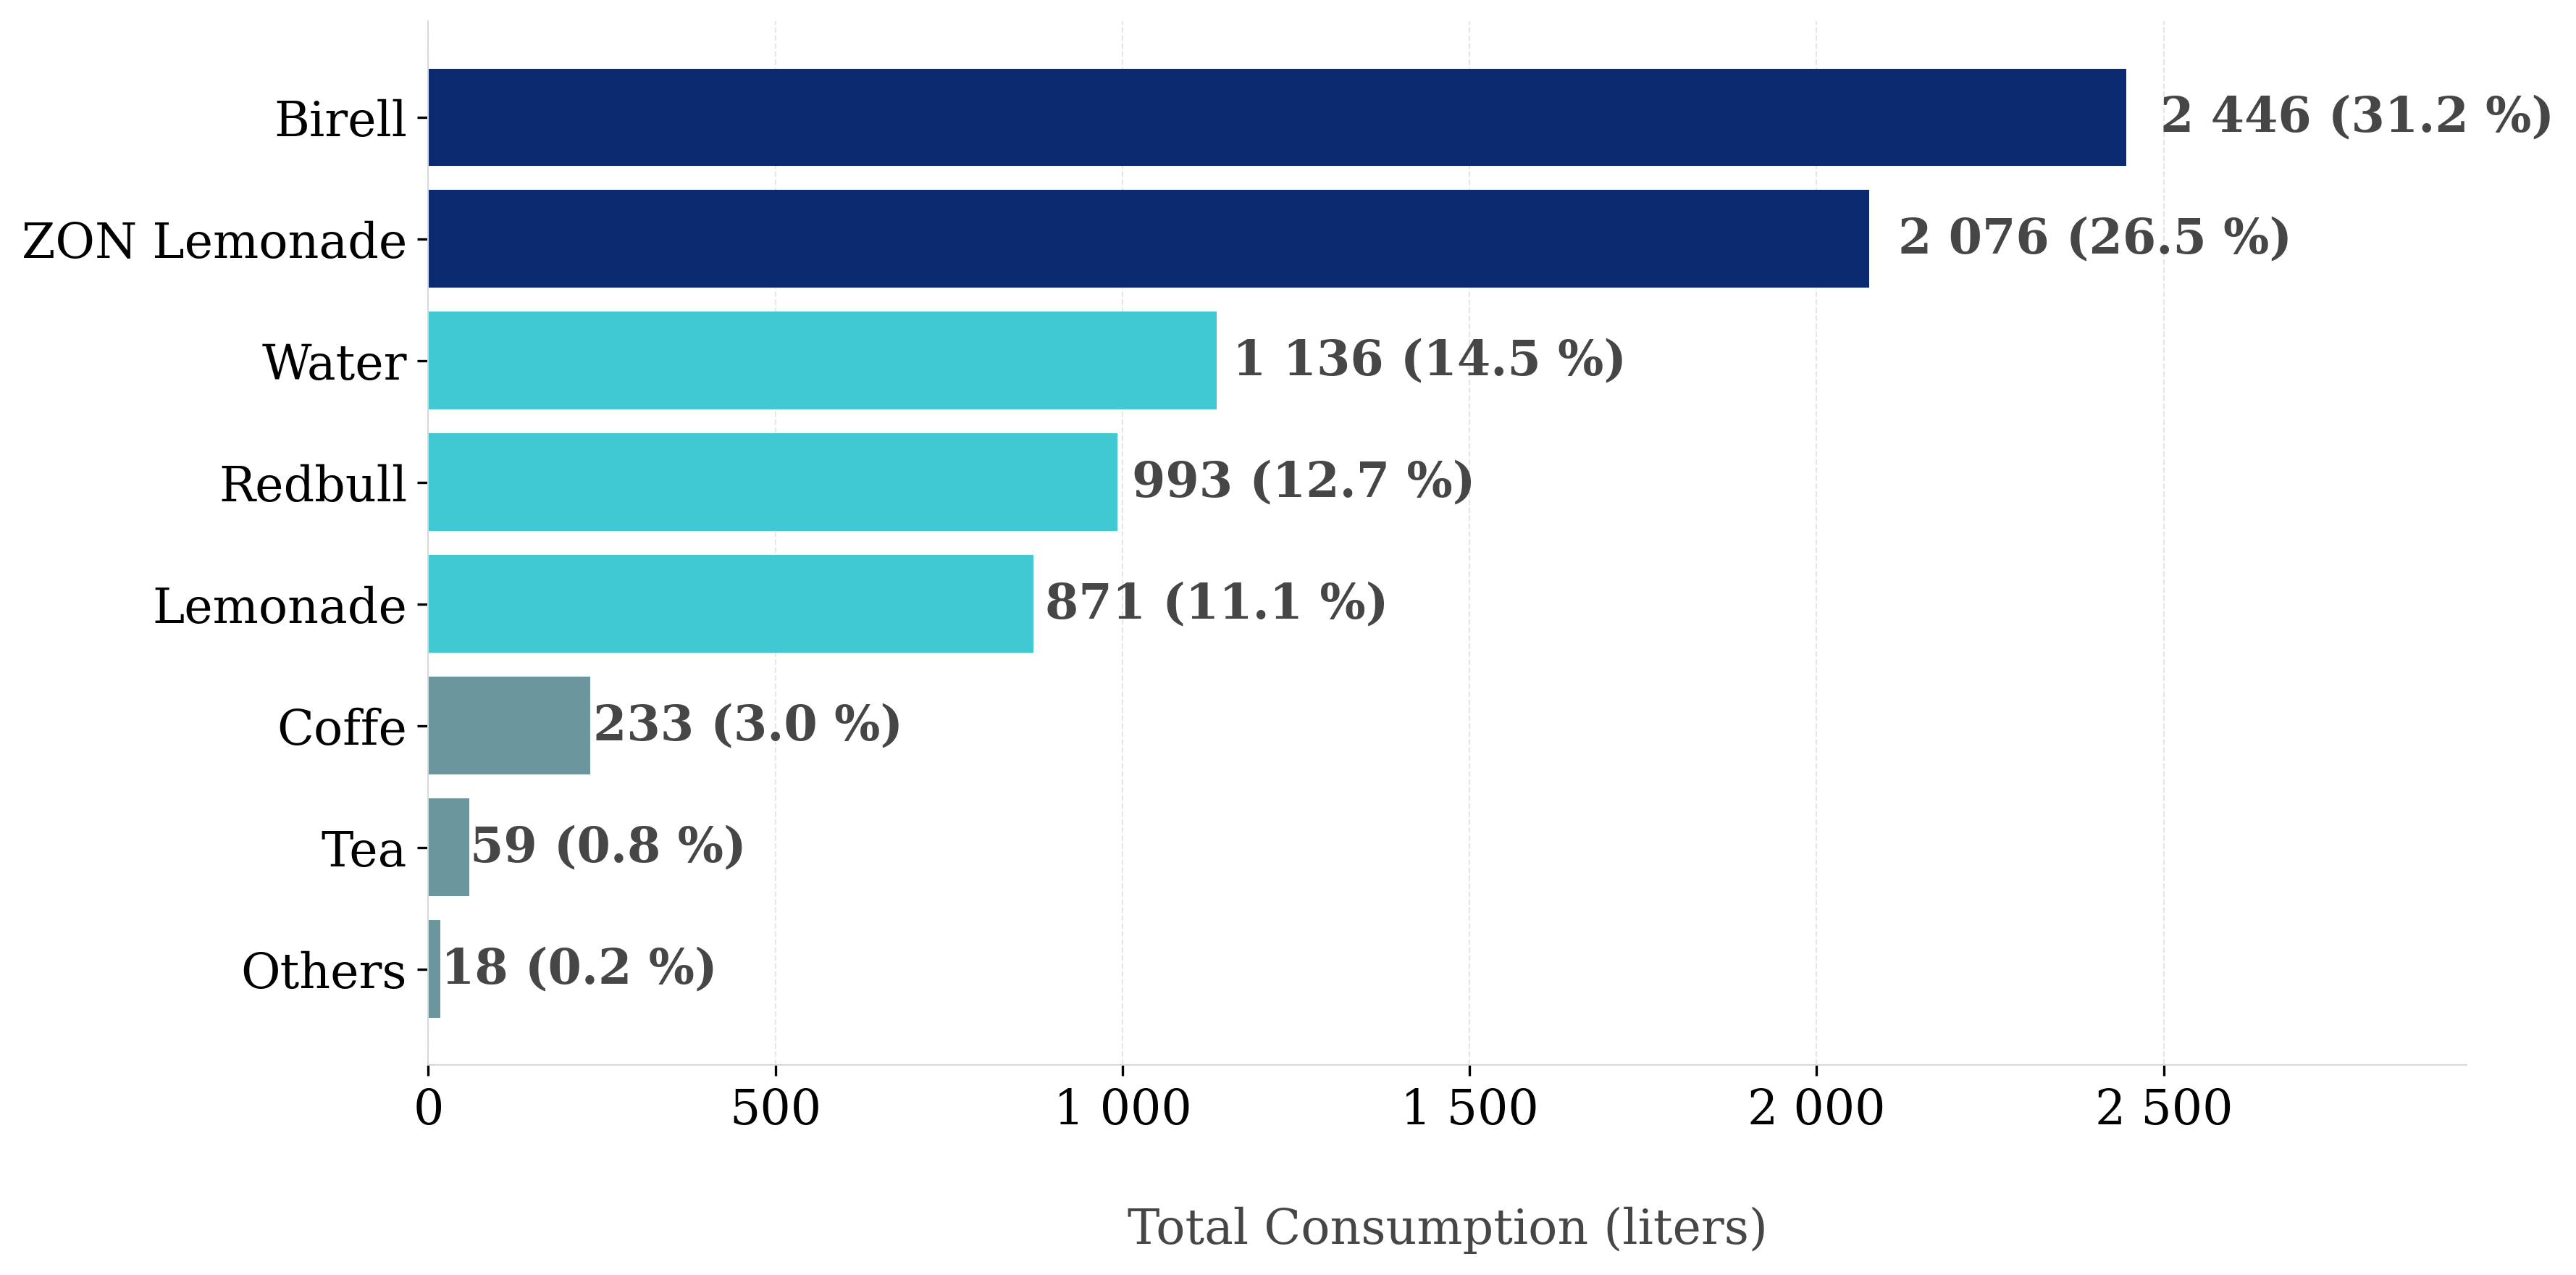 Birell 2 446 (31.2 %)
ZON Lemonade 2 076 (26.5 %)
Water 1 136 (14.5 %)
Redbull 993 (12.7 %)
Lemonade 871 (11.1 %)
Coffe 233 (3.0 %)
Tea 59 (0.8 %)
Others 18 (0.2 %)
0 500 1 000 1 500 2 000 2 500
Total Consumption (liters)